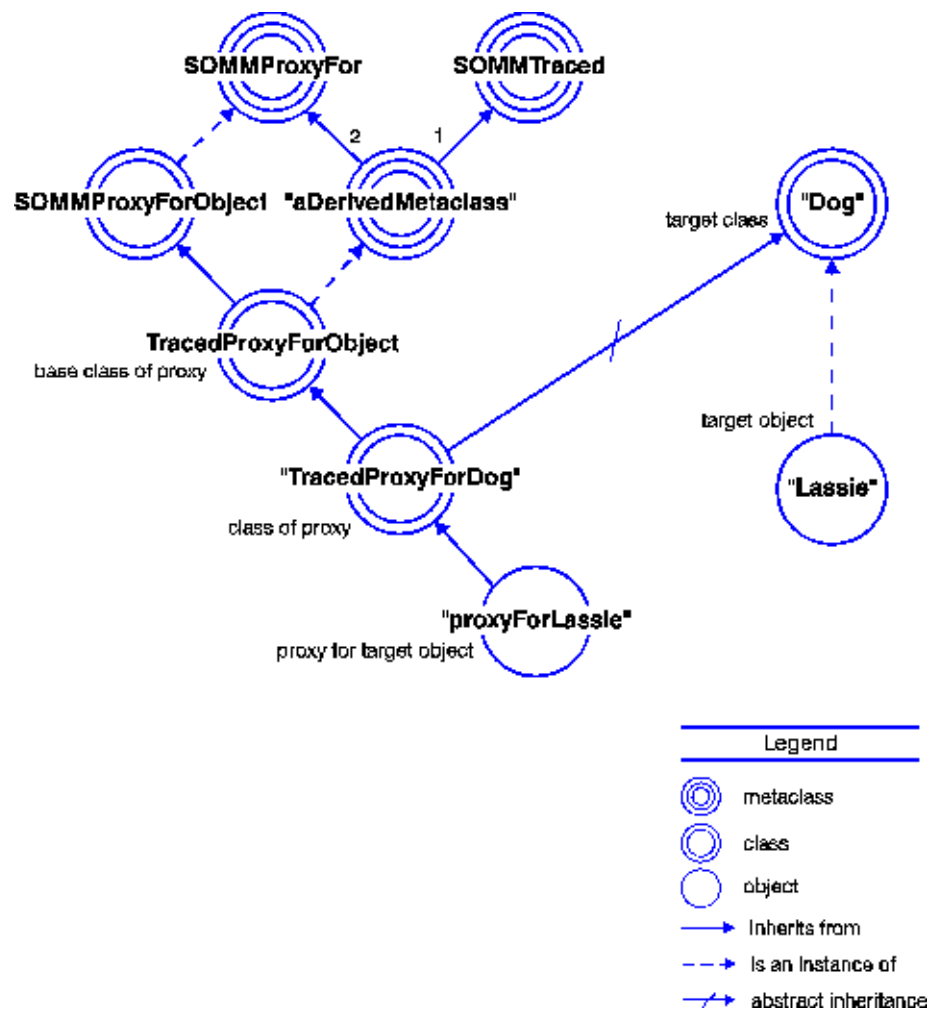 SOMMProxyFor
SOMMTraced
2
1
SOMMProxyForObject
"aDerivedMetaclass"
"Dog"
target class
TracedProxyForObject
base class of proxy
target object
"TracedProxyForDog"
"Lassie"
class of proxy
"proxyForLassie"
proxy for target object
Legend
metaclass
class
object
Inherits from
Is an Instance of
abstract inheritance